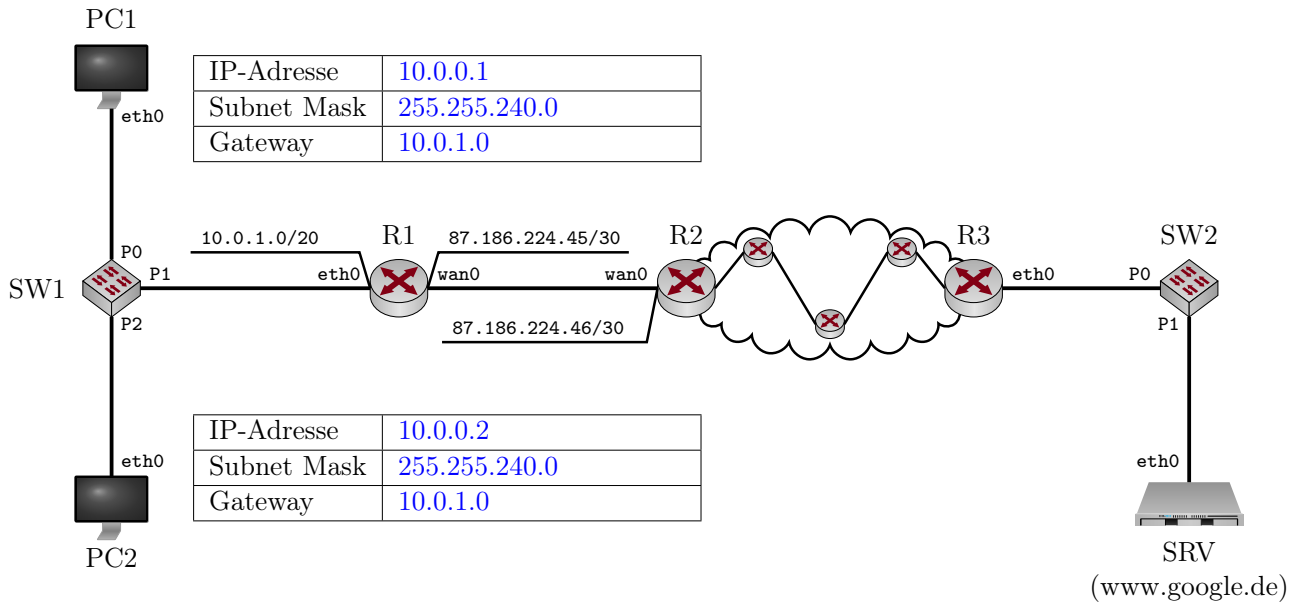 PC1
eth0
IP-Adresse 10.0.0.1
Subnet Mask 255.255.240.0
Gateway 10.0.1.0
SW1
P0
P1
P2
10.0.1.0/20
eth0
R1
87.186.224.45/30
wan0
wan0
R2
87.186.224.46/30
R3
eth0
SW2
P0
P1
eth0
PC2
IP-Adresse 10.0.0.2
Subnet Mask 255.255.240.0
Gateway 10.0.1.0
eth0
SRV
(www.google.de)